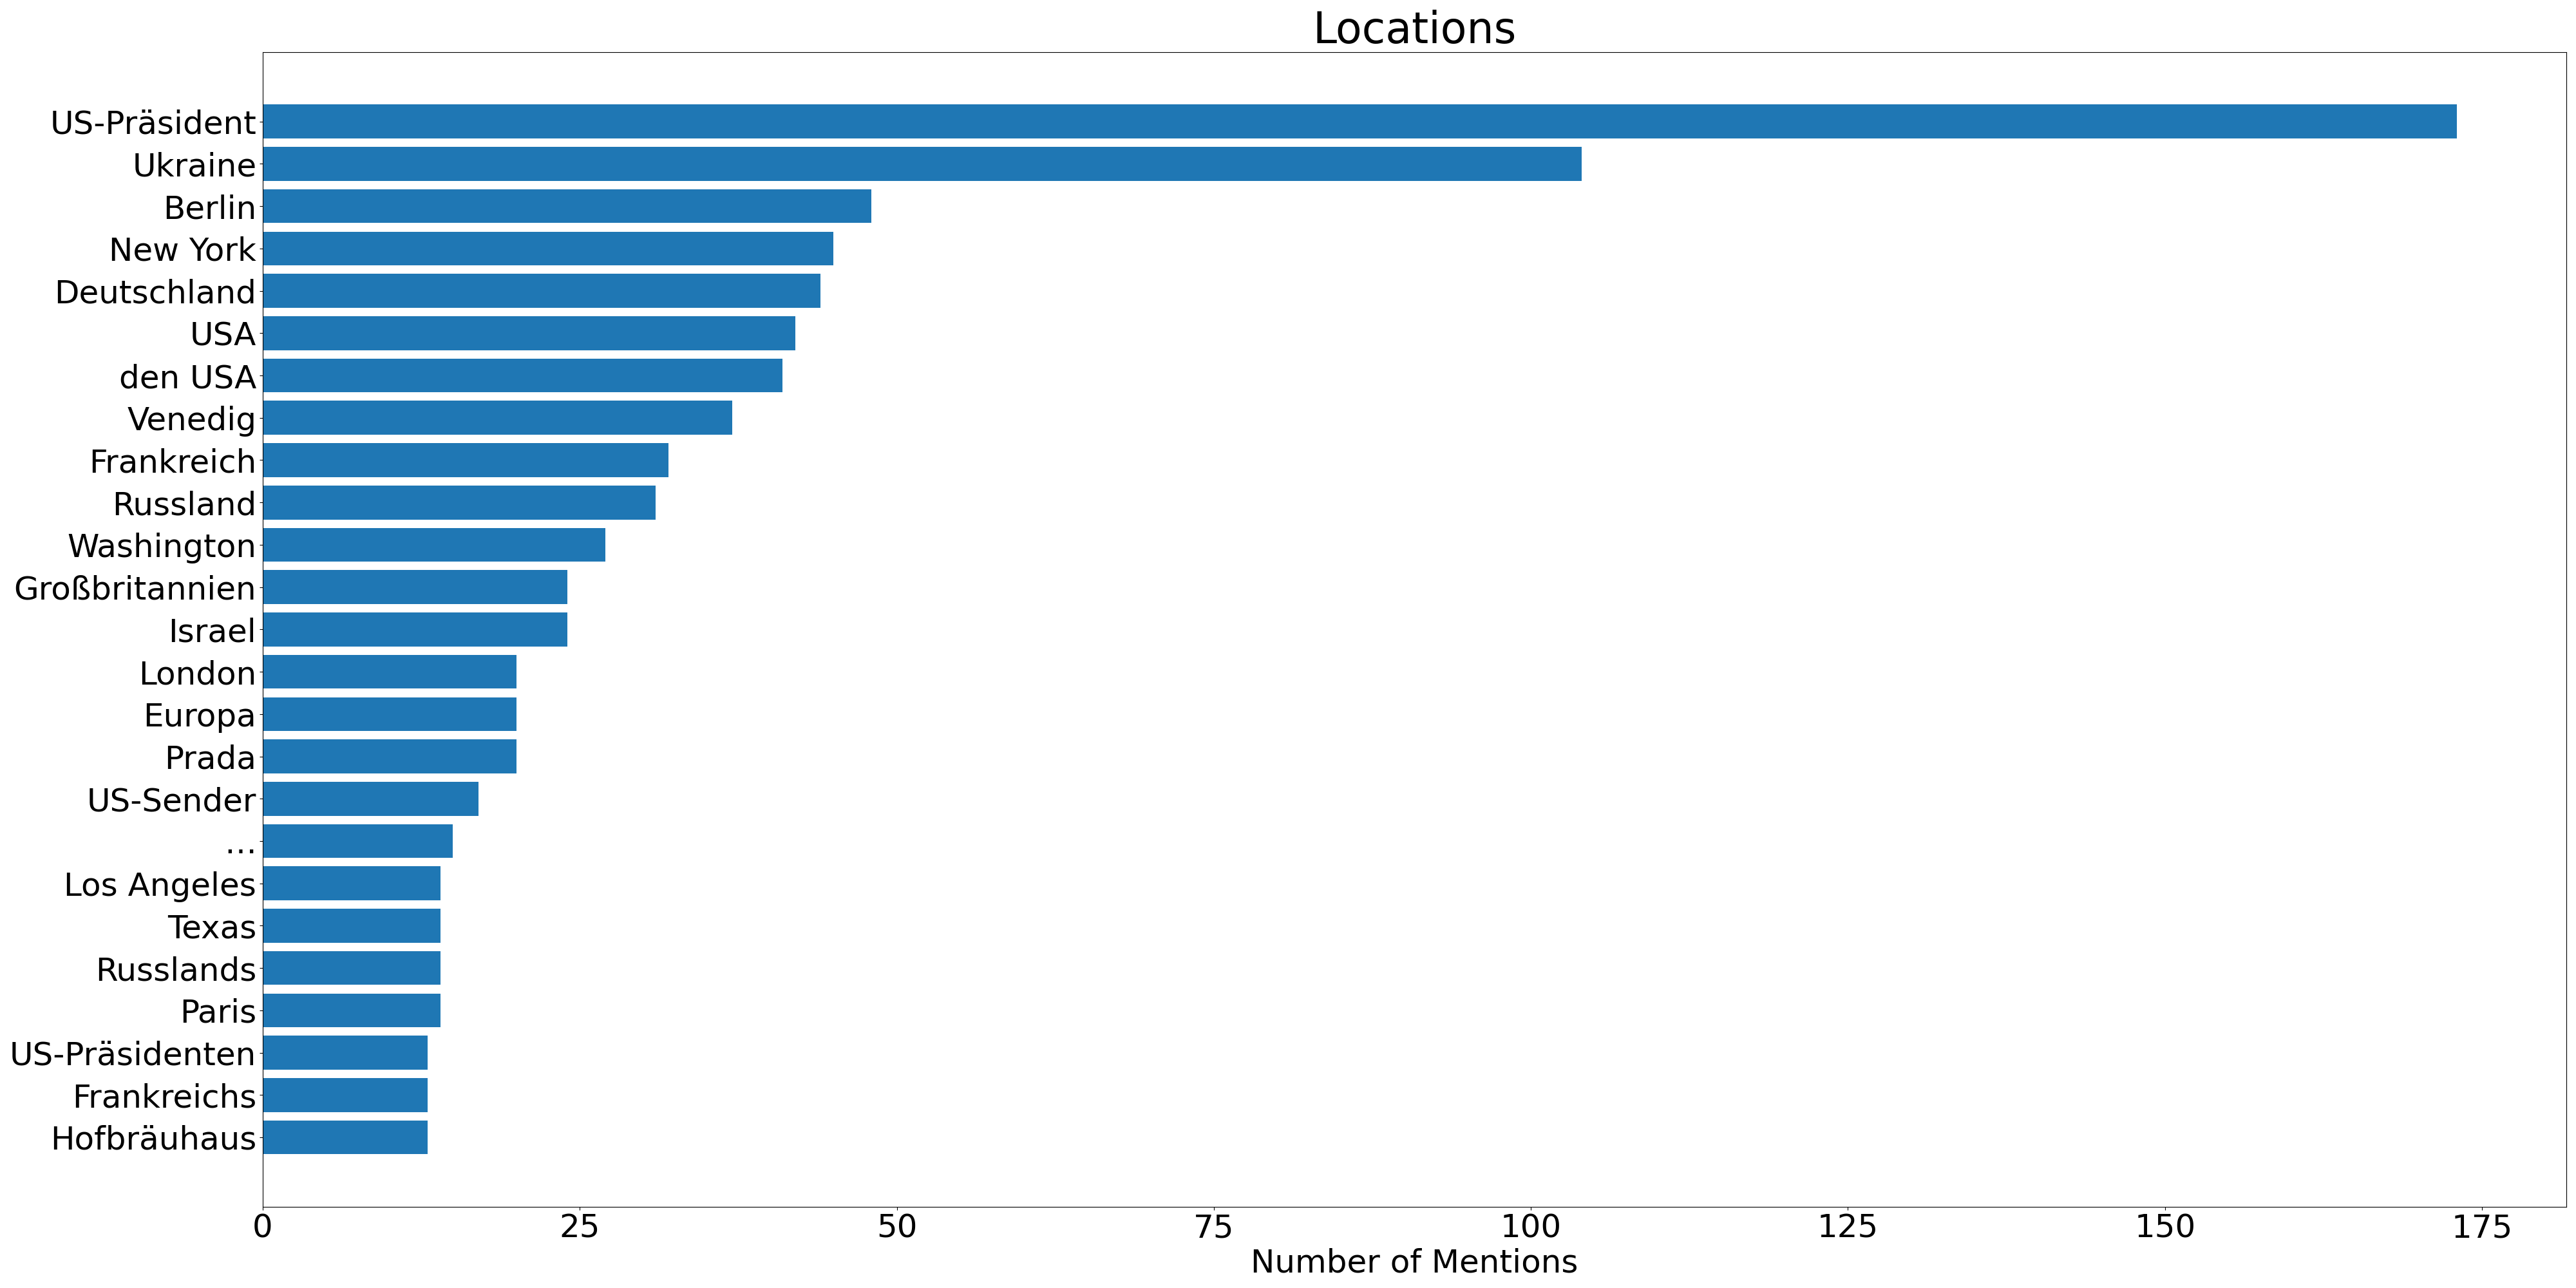 Locations
US-Präsident
Ukraine
Berlin
New York
Deutschland
USA
den USA
Venedig
Frankreich
Russland
Washington
Großbritannien
Israel
London
Europa
Prada
US-Sender
...
Los Angeles
Texas
Russlands
Paris
US-Präsidenten
Frankreichs
Hofbräuhaus
0 25 50 75 100 125 150 175
Number of Mentions